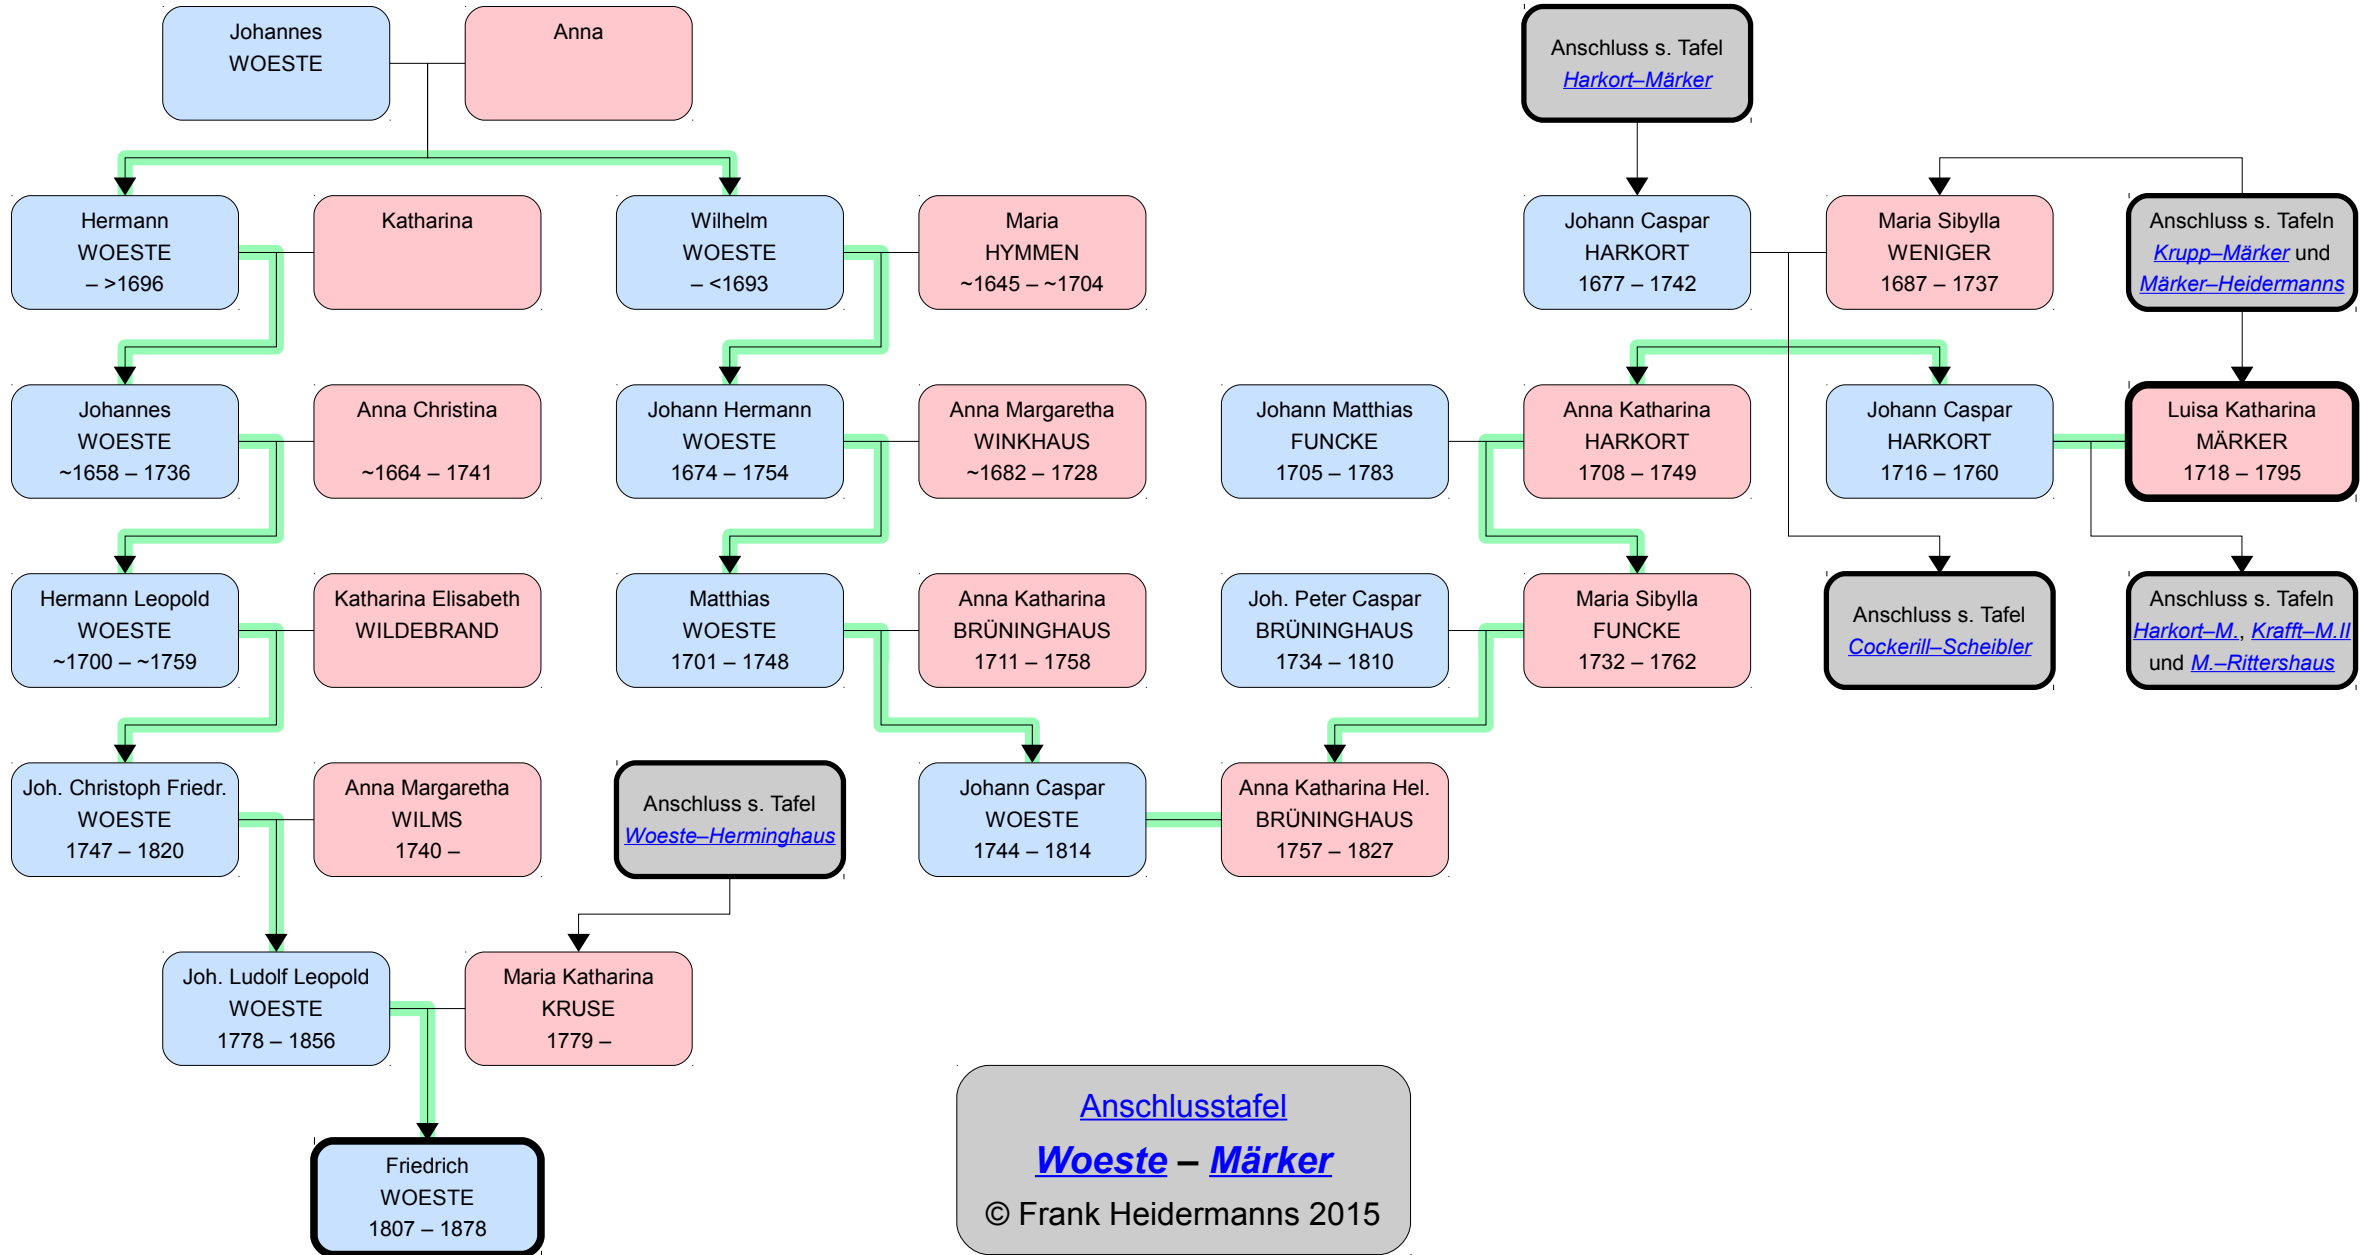 Johannes
WOESTE
Anna
Anschluss s. Tafel
Harkort–Märker
Hermann
WOESTE
– >1696
Katharina
Wilhelm
WOESTE
– <1693
Maria
HYMMEN
~1645 – ~1704
Johann Caspar
HARKORT
1677 – 1742
Maria Sibylla
WENIGER
1687 – 1737
Anschluss s. Tafeln
Krupp–Märker und
Märker–Heidermanns
Johannes
WOESTE
~1658 – 1736
Anna Christina
~1664 – 1741
Johann Hermann
WOESTE
1674 – 1754
Anna Margaretha
WINKHAUS
~1682 – 1728
Johann Matthias
FUNCKE
1705 – 1783
Anna Katharina
HARKORT
1708 – 1749
Johann Caspar
HARKORT
1716 – 1760
Luisa Katharina
MÄRKER
1718 – 1795
Hermann Leopold
WOESTE
~1700 – ~1759
Katharina Elisabeth
WILDEBRAND
Matthias
WOESTE
1701 – 1748
Anna Katharina
BRÜNINGHAUS
1711 – 1758
Joh. Peter Caspar
BRÜNINGHAUS
1734 – 1810
Maria Sibylla
FUNCKE
1732 – 1762
Anschluss s. Tafel
Cockerill–Scheibler
Anschluss s. Tafeln
Harkort–M., Krafft–M.II
und M.–Rittershaus
Joh. Christoph Friedr.
WOESTE
1747 – 1820
Anna Margaretha
WILMS
1740 –
Anschluss s. Tafel
Woeste–Herminghaus
Johann Caspar
WOESTE
1744 – 1814
Anna Katharina Hel.
BRÜNINGHAUS
1757 – 1827
Joh. Ludolf Leopold
WOESTE
1778 – 1856
Maria Katharina
KRUSE
1779 –
Friedrich
WOESTE
1807 – 1878
Anschlusstafel
Woeste – Märker
© Frank Heidermanns 2015